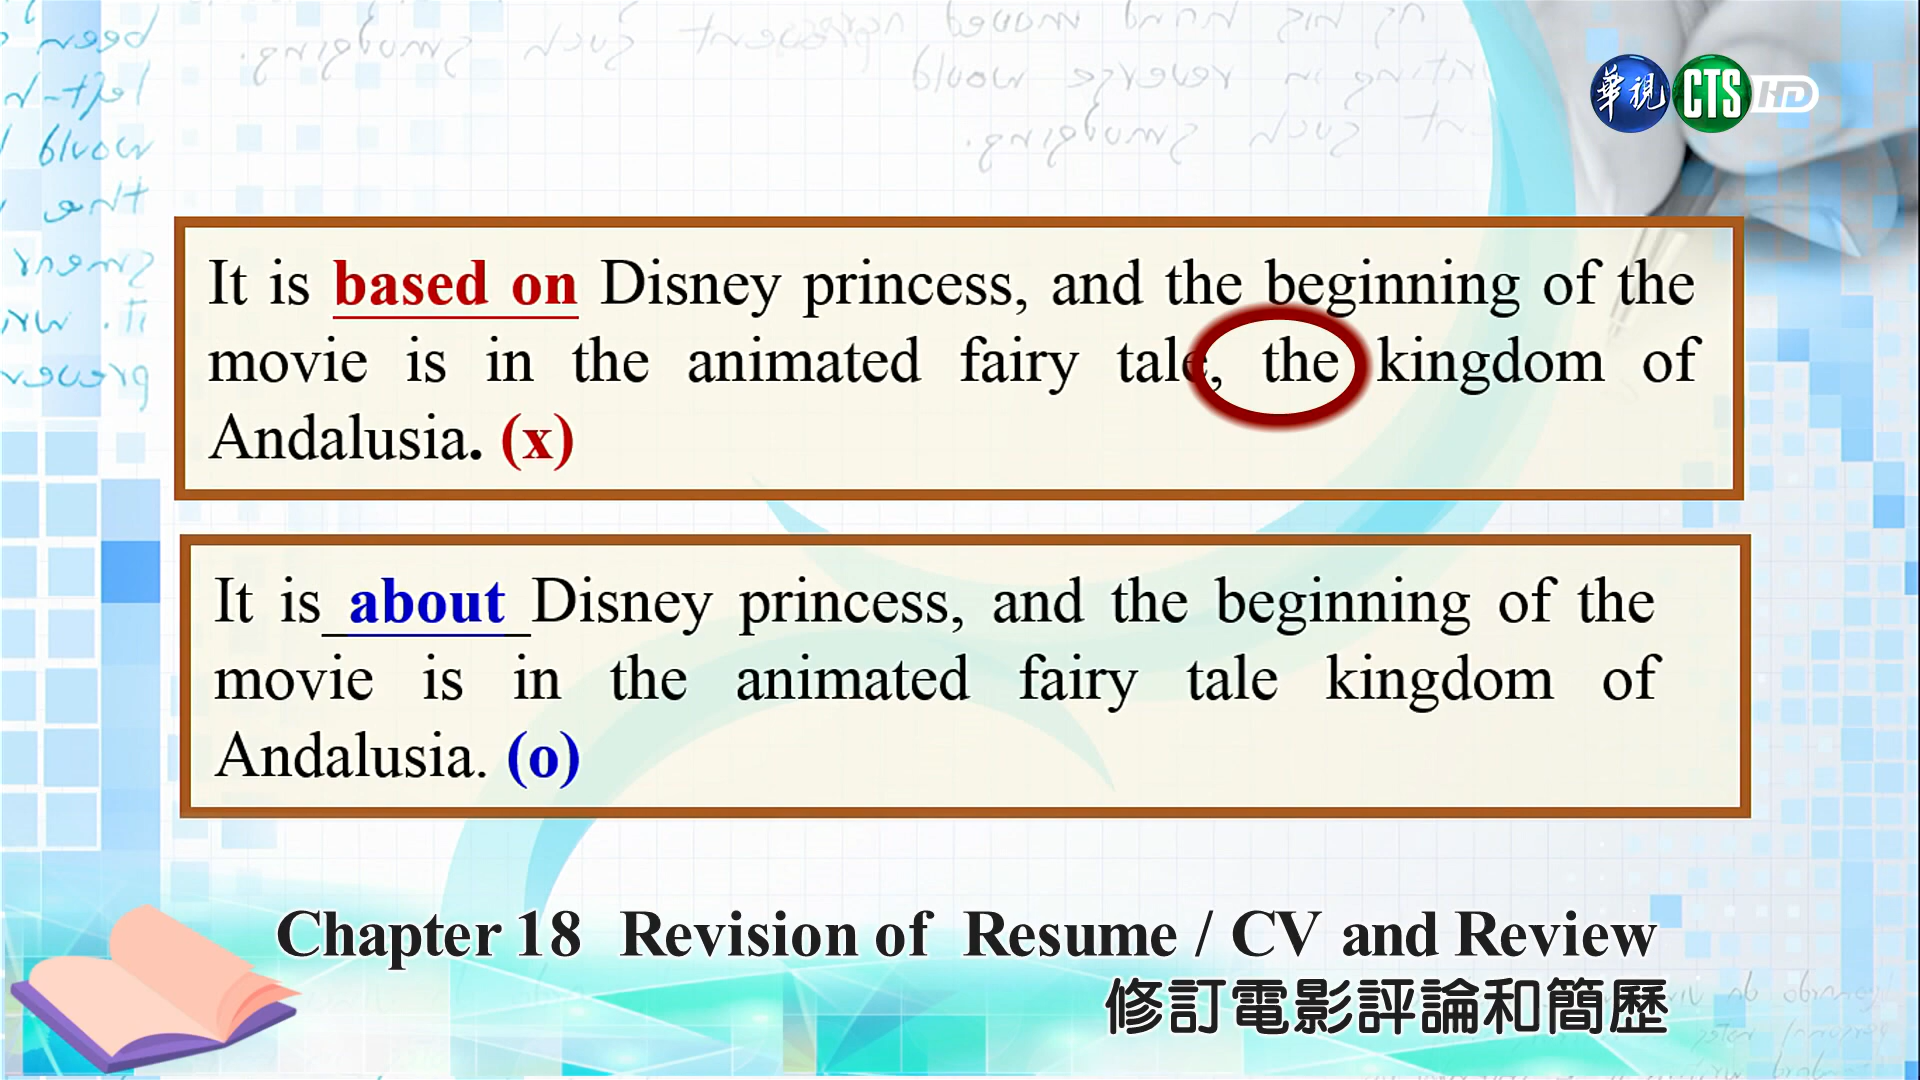 華視 CTS HD
It is based on Disney princess, and the beginning of the
movie is in the animated fairy tale, the kingdom of
Andalusia. (x)
It is about Disney princess, and the beginning of the
movie is in the animated fairy tale kingdom of
Andalusia. (o)
Chapter 18 Revision of Resume / CV and Review
修訂電影評論和簡歷